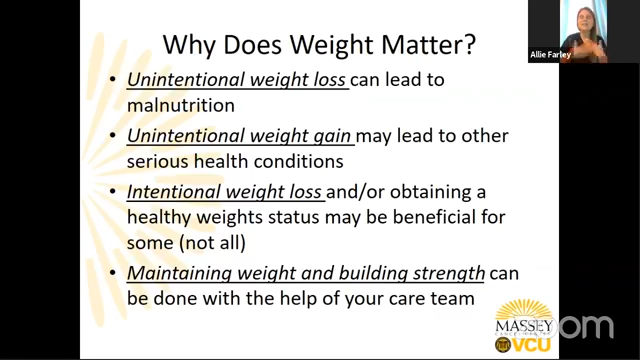 Why Does Weight Matter?
Allie Farley
• Unintentional weight loss can lead to
malnutrition
• Unintentional weight gain may lead to other
serious health conditions
• Intentional weight loss and/or obtaining a
healthy weights status may be beneficial for
some (not all)
• Maintaining weight and building strength can
be done with the help of your care team
MASSEY
VCU
zoom